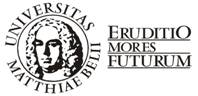 UNIVERSITAS
MATTHIAE BELII
ERUDITIO
MORES
FUTURUM